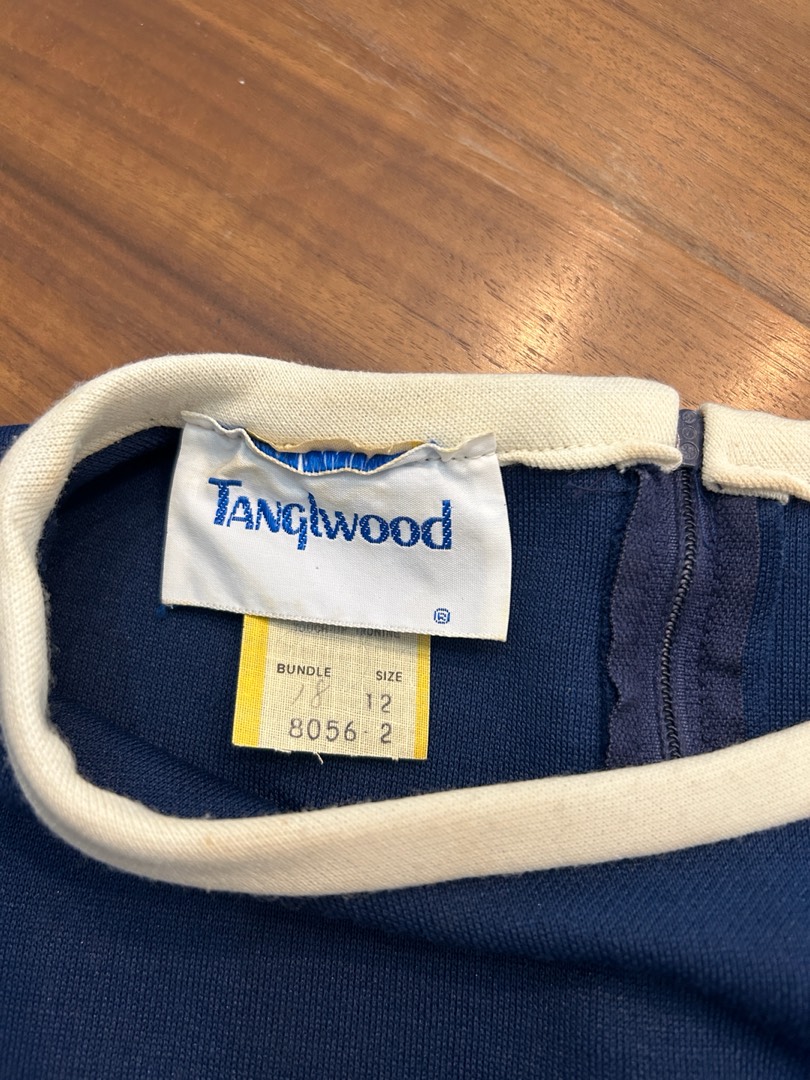 Tanglwood
®
BUNDLE SIZE
18 12
8056-2